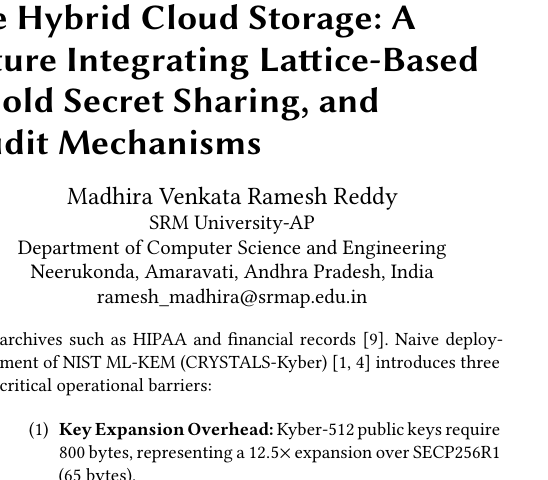 e Hybrid Cloud Storage: A
ture Integrating Lattice-Based
old Secret Sharing, and
udit Mechanisms
Madhira Venkata Ramesh Reddy
SRM University-AP
Department of Computer Science and Engineering
Neerukonda, Amaravati, Andhra Pradesh, India
ramesh_madhira@srmap.edu.in
archives such as HIPAA and financial records [9]. Naive deploy-
ment of NIST ML-KEM (CRYSTALS-Kyber) [1, 4] introduces three
critical operational barriers:
(1) Key Expansion Overhead: Kyber-512 public keys require
800 bytes, representing a 12.5× expansion over SECP256R1
(65 bytes).